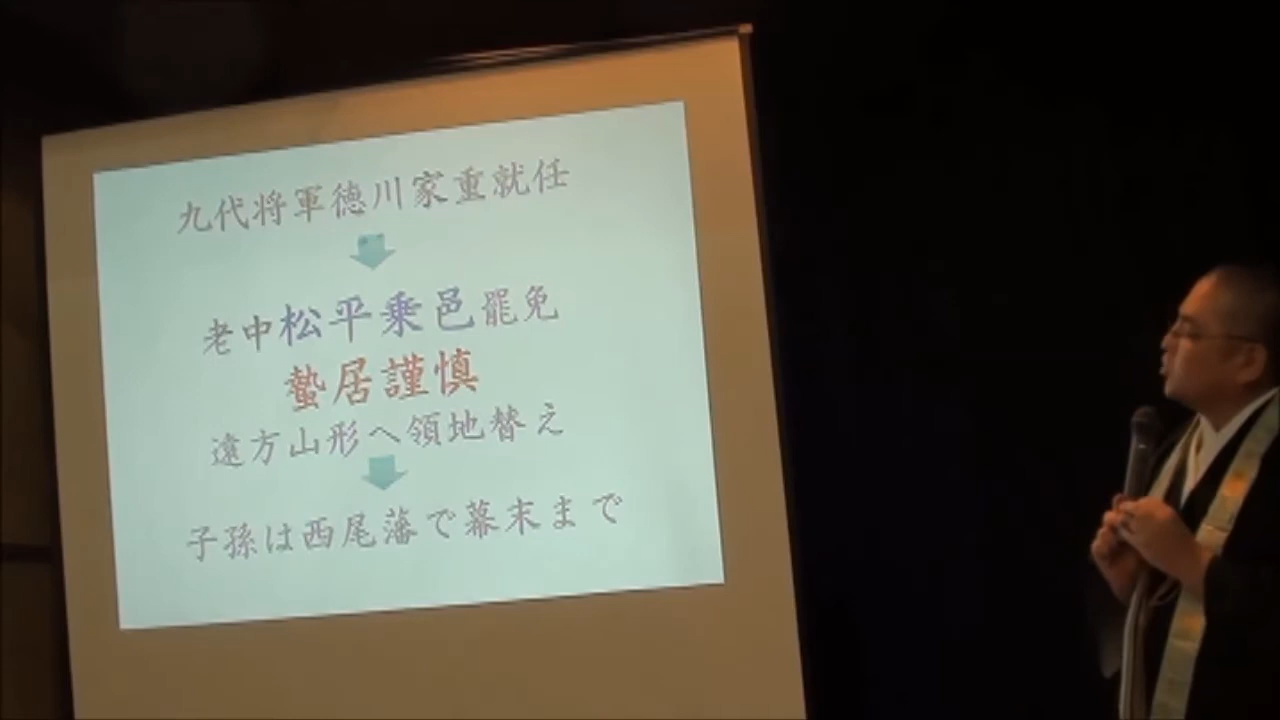 九代将軍徳川家重就任
老中松平乗邑罷免
蟄居謹慎
遠方山形へ領地替え
子孫は西尾藩で幕末まで